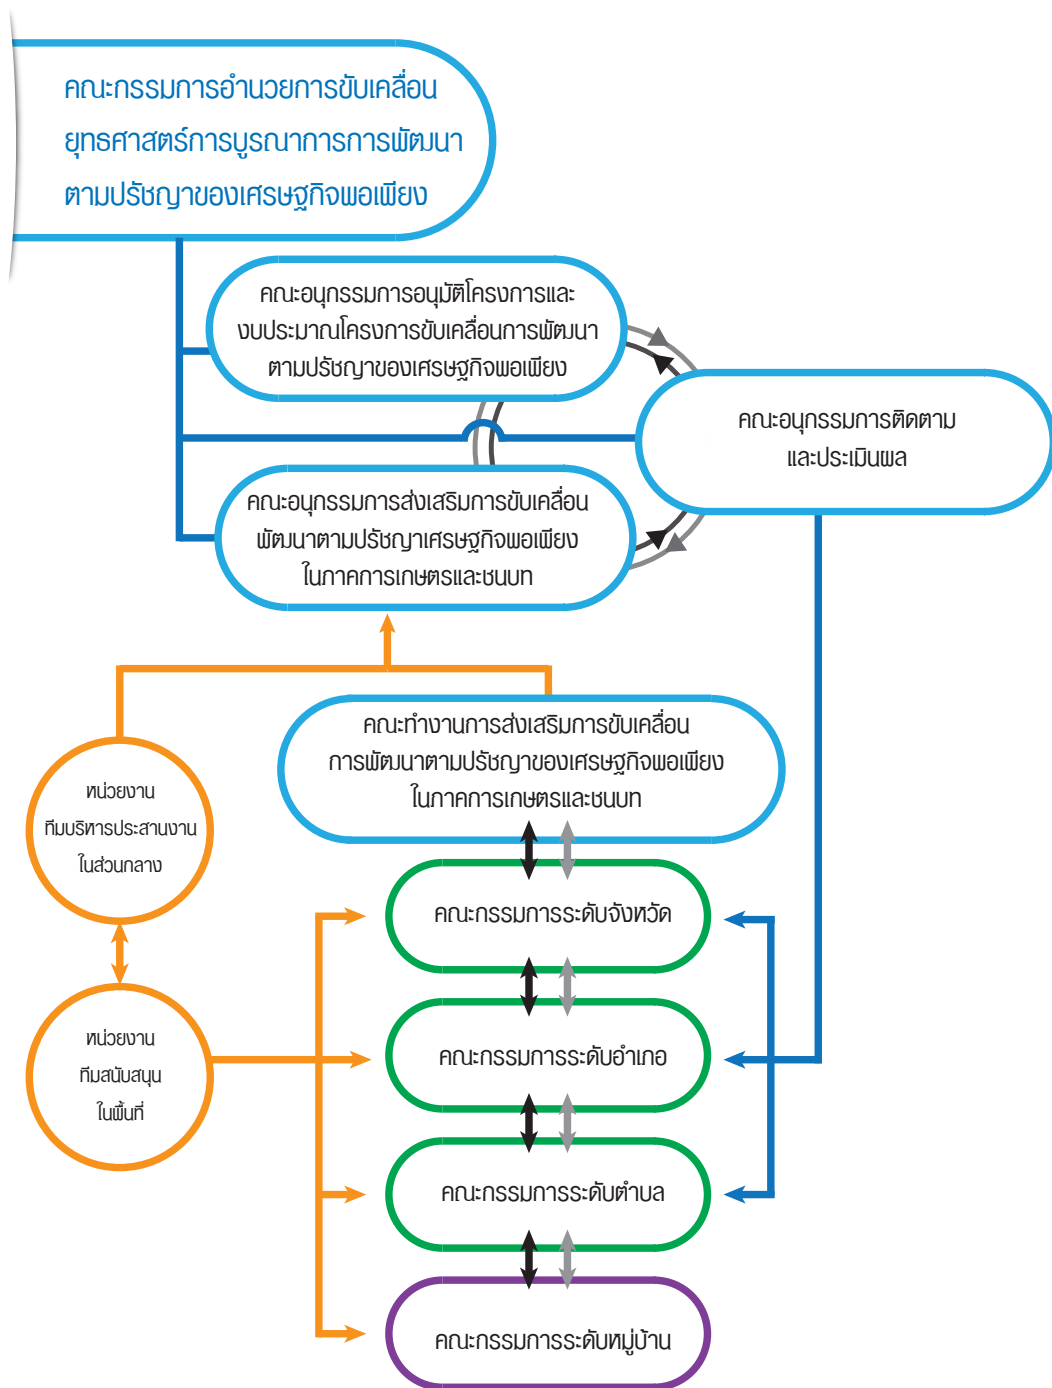 คณะกรรมการอำนวยการขับเคลื่อน
ยุทธศาสตร์การบูรณาการการพัฒนา
ตามปรัชญาของเศรษฐกิจพอเพียง
คณะอนุกรรมการอนุมัติโครงการและ
งบประมาณโครงการขับเคลื่อนการพัฒนา
ตามปรัชญาของเศรษฐกิจพอเพียง
คณะอนุกรรมการติดตาม
และประเมินผล
คณะอนุกรรมการส่งเสริมการขับเคลื่อน
พัฒนาตามปรัชญาเศรษฐกิจพอเพียง
ในภาคการเกษตรและชนบท
คณะทำงานการส่งเสริมการขับเคลื่อน
การพัฒนาตามปรัชญาของเศรษฐกิจพอเพียง
ในภาคการเกษตรและชนบท
หน่วยงาน
ทีมบริหารประสานงาน
ในส่วนกลาง
คณะกรรมการระดับจังหวัด
หน่วยงาน
ทีมสนับสนุน
ในพื้นที่
คณะกรรมการระดับอำเภอ
คณะกรรมการระดับตำบล
คณะกรรมการระดับหมู่บ้าน